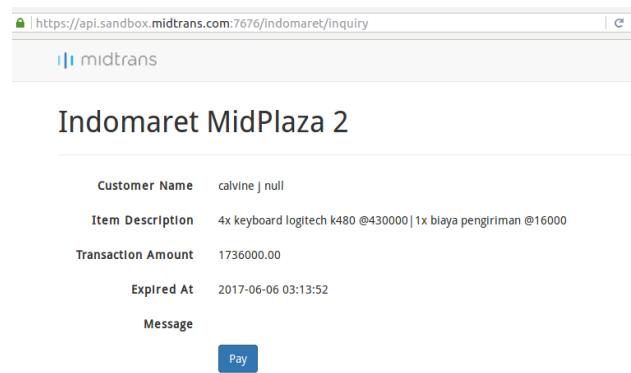 https://api.sandbox.midtrans.com:7676/indomaret/inquiry
midtrans
Indomaret MidPlaza 2
Customer Name calvine j null
Item Description 4x keyboard logitech k480 @430000|1x biaya pengiriman @16000
Transaction Amount 1736000.00
Expired At 2017-06-06 03:13:52
Message
Pay